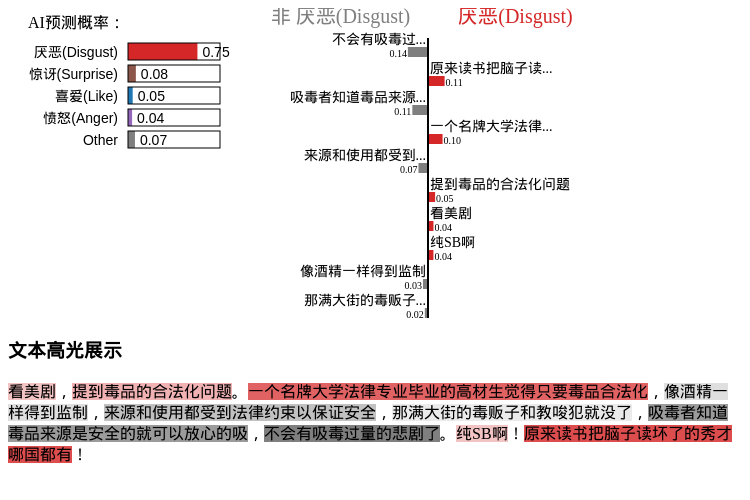 AI预测概率：
厌恶(Disgust) 0.75
惊讶(Surprise) 0.08
喜爱(Like) 0.05
愤怒(Anger) 0.04
Other 0.07
非 厌恶(Disgust) 厌恶(Disgust)
不会有吸毒过...
0.14
原来读书把脑子读...
0.11
吸毒者知道毒品来源...
0.11
一个名牌大学法律...
0.10
来源和使用都受到...
0.07
提到毒品的合法化问题
0.05
看美剧
0.04
纯SB啊
0.04
像酒精一样得到监制
0.03
那满大街的毒贩子...
0.02
文本高光展示
看美剧，提到毒品的合法化问题。一个名牌大学法律专业毕业的高材生觉得只要毒品合法化，像酒精一
样得到监制，来源和使用都受到法律约束以保证安全，那满大街的毒贩子和教唆犯就没了，吸毒者知道
毒品来源是安全的就可以放心的吸，不会有吸毒过量的悲剧了。纯SB啊！原来读书把脑子读坏了的秀才
哪国都有！